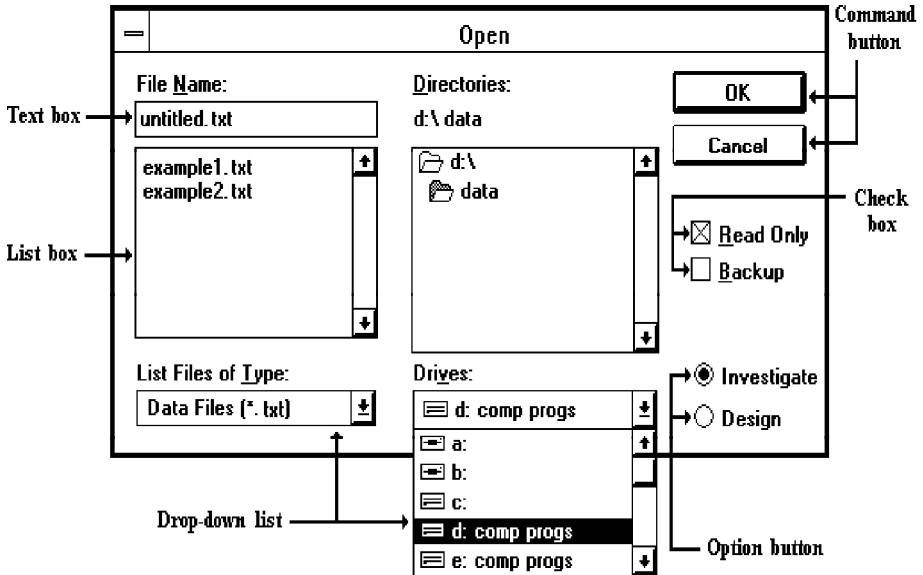 Open
Command
button
File Name:
Text box
untitled.txt
example1.txt
example2.txt
List box
List Files of Type:
Data Files (*.txt)
Directories:
d:\ data
d:\
data
Drives:
d: comp progs
a:
b:
c:
d: comp progs
e: comp progs
Drop-down list
OK
Cancel
Check
box
Read Only
Backup
Investigate
Design
Option button